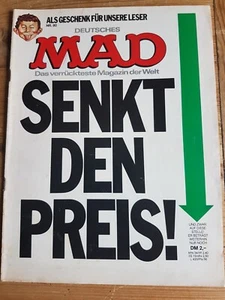 ALS GESCHENK FÜR UNSERE LESER
DEUTSCHES
MAD
Das verrückteste Magazin der Welt
SENKT
DEN
PREIS!
DM 2,-